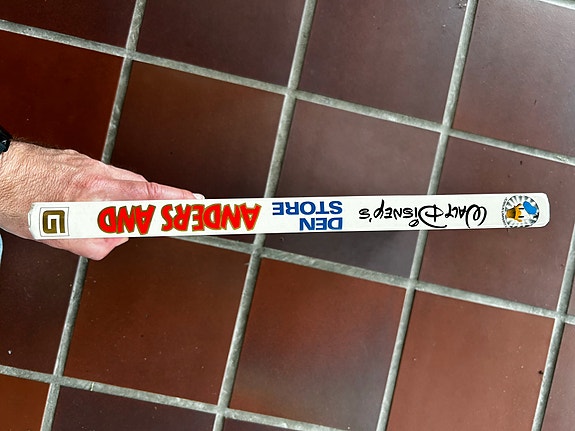 WALT DISNEY'S
DEN
STORE
ANDERS AND
G